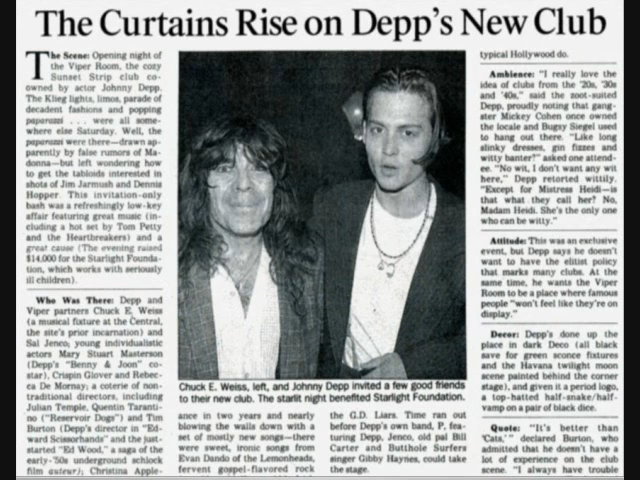 The Curtains Rise on Depp's New Club
The Scene: Opening night of
the Viper Room, the cozy
Sunset Strip club co-
owned by actor Johnny Depp.
The Klieg lights, limos, parade of
decadent fashions and popping
paparazzi . . . were all some-
where else Saturday. Well, the
paparazzi were there—drawn ap-
parently by false rumors of Ma-
donna—but left wondering how
to get the tabloids interested in
shots of Jim Jarmush and Dennis
Hopper. This invitation-only
bash was a refreshingly low-key
affair featuring great music (in-
cluding a hot set by Tom Petty
and the Heartbreakers) and a
great cause (The evening raised
$14,000 for the Starlight Founda-
tion, which works with seriously
ill children).
Who Was There: Depp and
Viper partners Chuck E. Weiss
(a musical fixture at the Central,
the site's prior incarnation) and
Sal Jenco; young individualistic
actors Mary Stuart Masterson
(Depp's "Benny & Joon" co-
star), Crispin Glover and Rebec-
ca De Mornay; a coterie of non-
traditional directors, including
Julian Temple, Quentin Taranti-
no ("Reservoir Dogs") and Tim
Burton (Depp's director in "Ed-
ward Scissorhands" and the just-
started "Ed Wood," a saga of the
early-'50s underground schlock
film auteur); Christina Apple-
Chuck E. Weiss, left, and Johnny Depp invited a few good friends
to their new club. The starlit night benefited Starlight Foundation.
ance in two years and nearly
blowing the walls down with a
set of mostly new songs—there
were sweet, ironic songs from
Evan Dando of the Lemonheads,
fervent gospel-flavored rock
the G.D. Liars. Time ran out
before Depp's own band, P, fea-
turing Depp, Jenco, old pal Bill
Carter and Butthole Surfers
singer Gibby Haynes, could take
the stage.
typical Hollywood do.
Ambience: "I really love the
idea of clubs from the '20s, '30s
and '40s," said the zoot-suited
Depp, proudly noting that gang-
ster Mickey Cohen once owned
the locale and Bugsy Siegel used
to hang out there. "Like long
slinky dresses, gin fizzes and
witty banter?" asked one attend-
ee. "No wit, I don't want any wit
here," Depp retorted wittily.
"Except for Mistress Heidi—is
that what they call her? No,
Madam Heidi. She's the only one
who can be witty."
Attitude: This was an exclusive
event, but Depp says he doesn't
want to have the elitist policy
that marks many clubs. At the
same time, he wants the Viper
Room to be a place where famous
people "won't feel like they're on
display."
Decor: Depp's done up the
place in dark Deco (all black
save for green sconce fixtures
and the Havana twilight moon
scene painted behind the corner
stage), and given it a period logo,
a top-hatted half-snake/half-
vamp on a pair of black dice.
Quote: "It's better than
'Cats,'" declared Burton, who
admitted that he doesn't have a
lot of experience on the club
scene. "I always have trouble